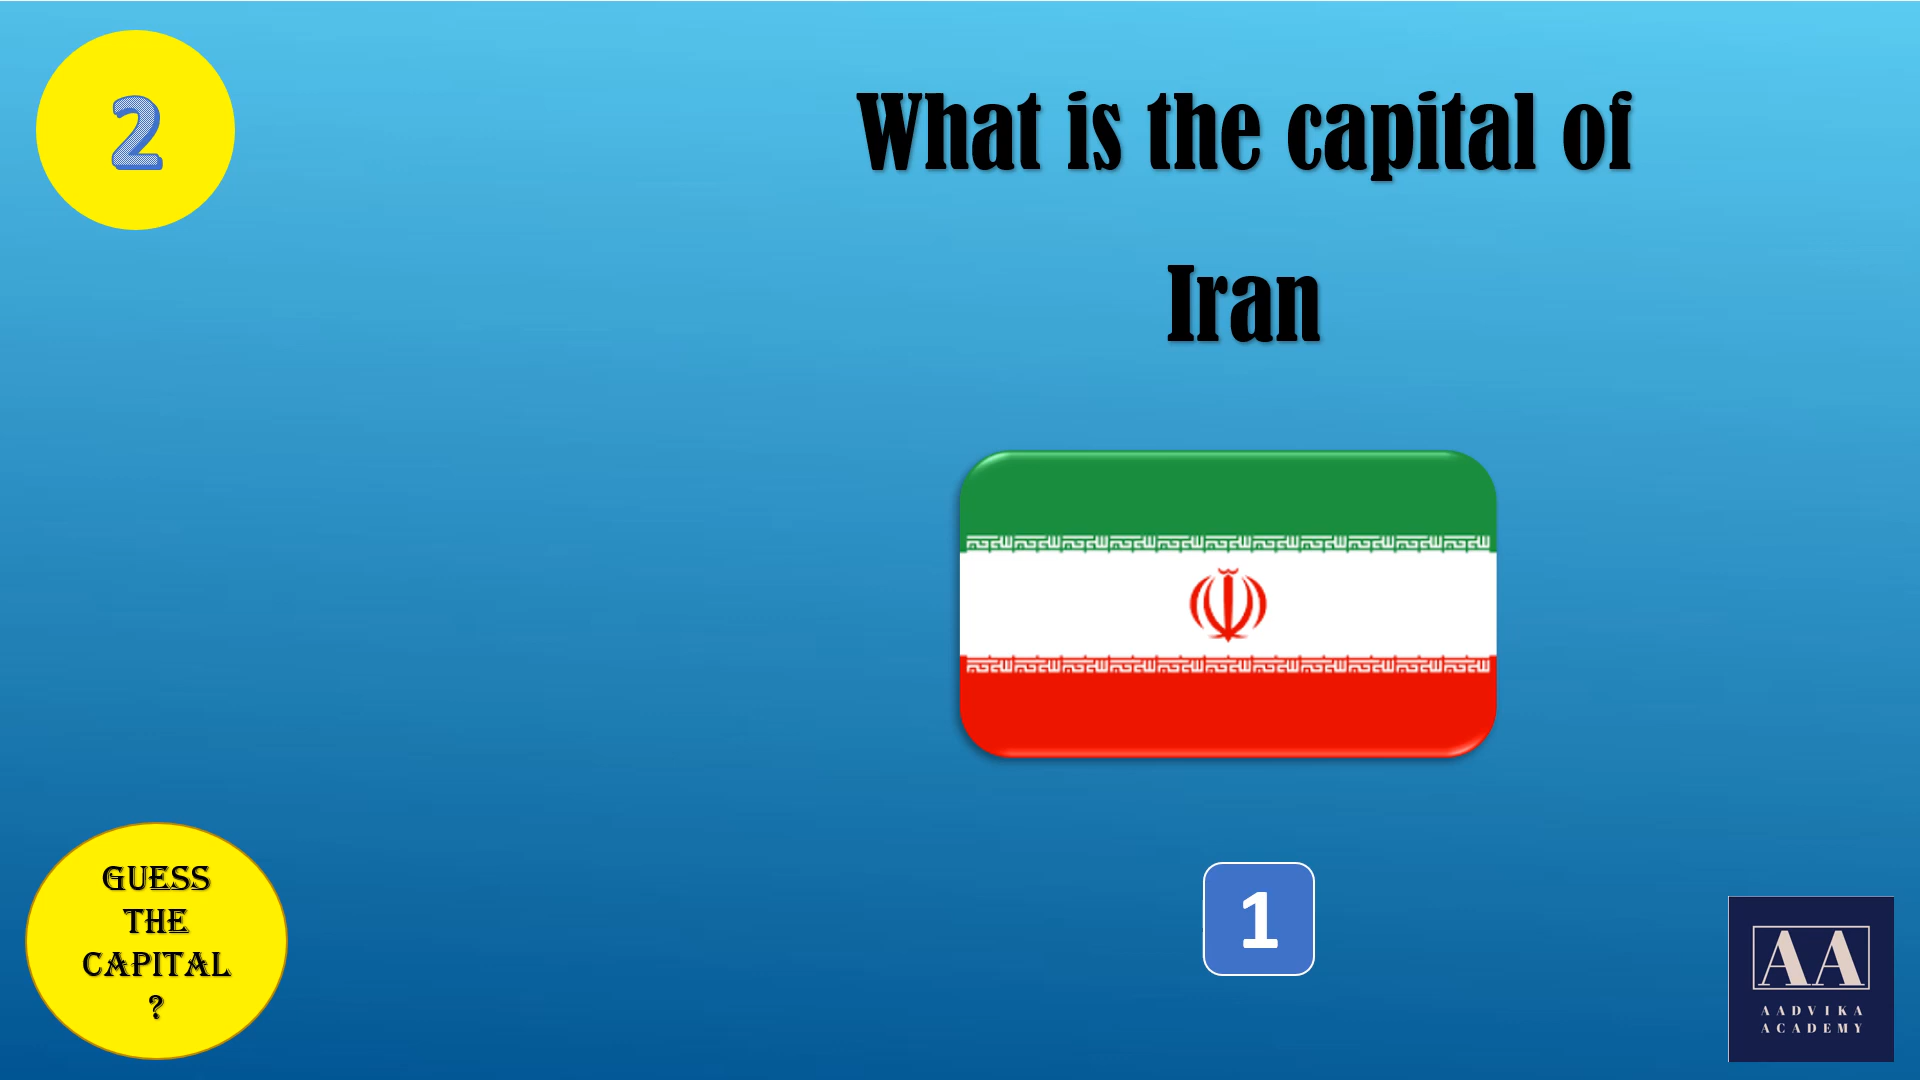 2
What is the capital of
Iran
1
GUESS
THE
CAPITAL
?
AA
AADVIKA
ACADEMY